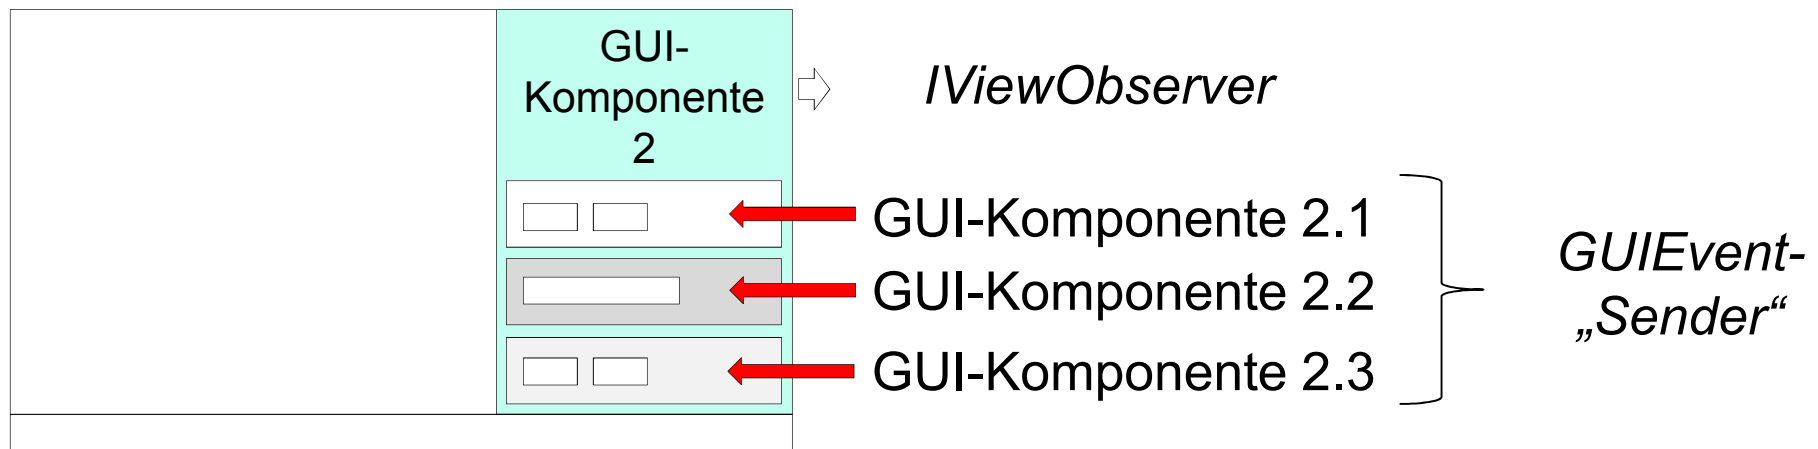 GUI-
Komponente
2
IViewObserver
GUI-Komponente 2.1
GUI-Komponente 2.2
GUI-Komponente 2.3
GUIEvent-
„Sender“